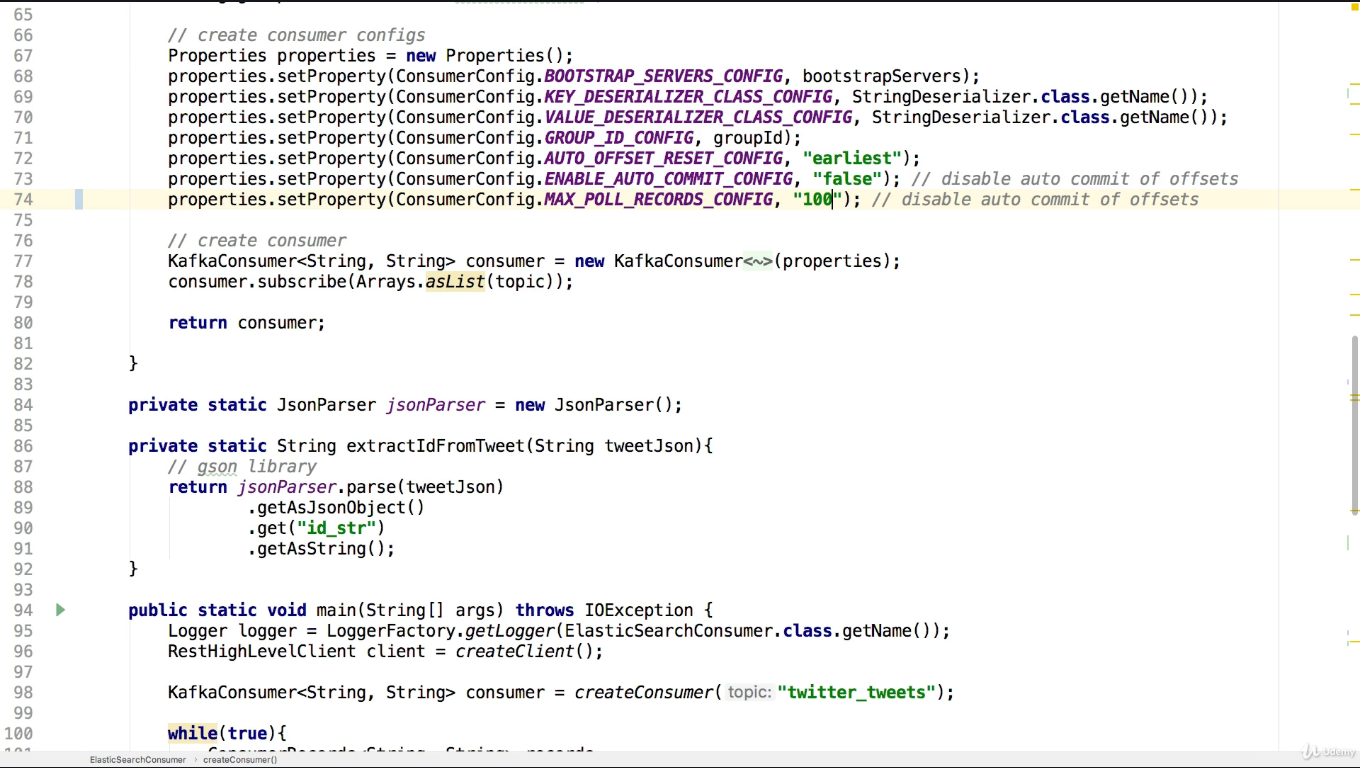 65
66 // create consumer configs
67 Properties properties = new Properties();
68 properties.setProperty(ConsumerConfig.BOOTSTRAP_SERVERS_CONFIG, bootstrapServers);
69 properties.setProperty(ConsumerConfig.KEY_DESERIALIZER_CLASS_CONFIG, StringDeserializer.class.getName());
70 properties.setProperty(ConsumerConfig.VALUE_DESERIALIZER_CLASS_CONFIG, StringDeserializer.class.getName());
71 properties.setProperty(ConsumerConfig.GROUP_ID_CONFIG, groupId);
72 properties.setProperty(ConsumerConfig.AUTO_OFFSET_RESET_CONFIG, "earliest");
73 properties.setProperty(ConsumerConfig.ENABLE_AUTO_COMMIT_CONFIG, "false"); // disable auto commit of offsets
74 properties.setProperty(ConsumerConfig.MAX_POLL_RECORDS_CONFIG, "100"); // disable auto commit of offsets
75
76 // create consumer
77 KafkaConsumer<String, String> consumer = new KafkaConsumer<~>(properties);
78 consumer.subscribe(Arrays.asList(topic));
79
80 return consumer;
81
82 }
83
84 private static JsonParser jsonParser = new JsonParser();
85
86 private static String extractIdFromTweet(String tweetJson){
87 // gson library
88 return jsonParser.parse(tweetJson)
89 .getAsJsonObject()
90 .get("id_str")
91 .getAsString();
92 }
93
94 public static void main(String[] args) throws IOException {
95 Logger logger = LoggerFactory.getLogger(ElasticSearchConsumer.class.getName());
96 RestHighLevelClient client = createClient();
97
98 KafkaConsumer<String, String> consumer = createConsumer( topic: "twitter_tweets");
99
100 while(true){
ElasticSearchConsumer › createConsumer()
Udemy